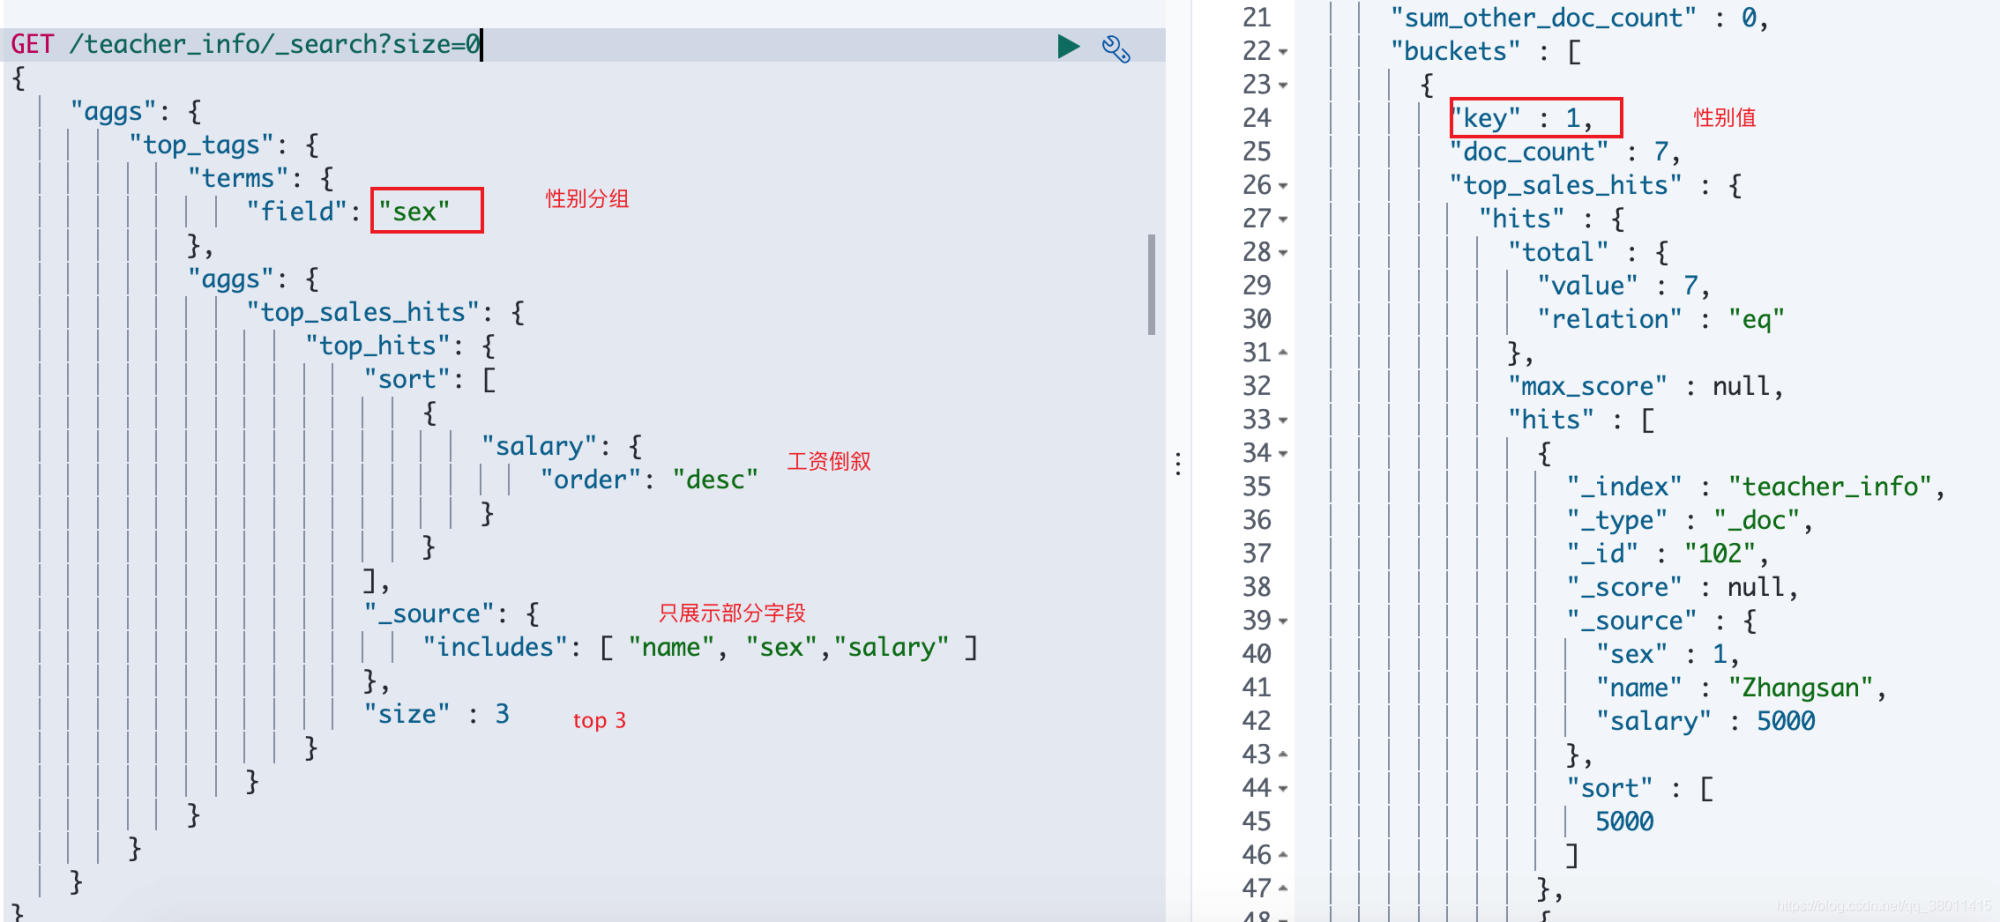 GET /teacher_info/_search?size=0
{
"aggs": {
"top_tags": {
"terms": {
"field": "sex" 性别分组
},
"aggs": {
"top_sales_hits": {
"top_hits": {
"sort": [
{
"salary": {
"order": "desc" 工资倒叙
}
}
],
"_source": { 只展示部分字段
"includes": [ "name", "sex","salary" ]
},
"size" : 3 top 3
}
}
}
}
}
}
21 "sum_other_doc_count" : 0,
22 "buckets" : [
23 {
24 "key" : 1, 性别值
25 "doc_count" : 7,
26 "top_sales_hits" : {
27 "hits" : {
28 "total" : {
29 "value" : 7,
30 "relation" : "eq"
31 },
32 "max_score" : null,
33 "hits" : [
34 {
35 "_index" : "teacher_info",
36 "_type" : "_doc",
37 "_id" : "102",
38 "_score" : null,
39 "_source" : {
40 "sex" : 1,
41 "name" : "Zhangsan",
42 "salary" : 5000
43 },
44 "sort" : [
45 5000
46 ]
47 },
48 {
https://blog.csdn.net/qq_38011415